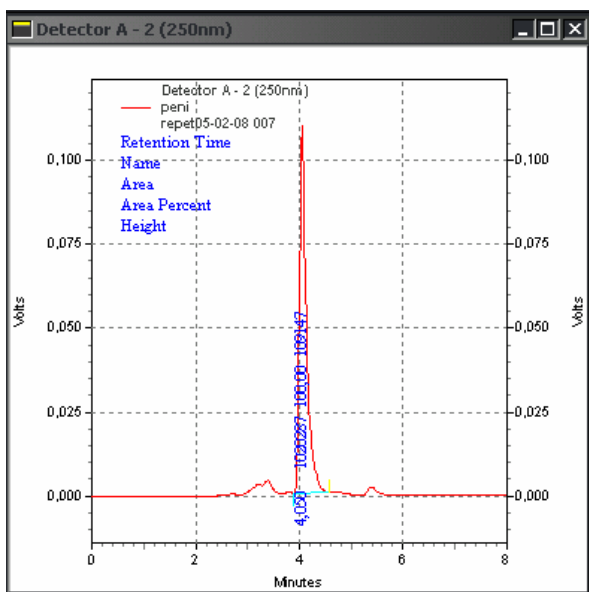 Detector A - 2 (250nm)
Detector A - 2 (250nm)
peni
repet05-02-08 007
Retention Time
Name
Area
Area Percent
Height
0,100
0,075
0,050
0,025
0,000
Volts
4,050 100,00 109147
0,100
0,075
0,050
0,025
0,000
Volts
0 2 4 6 8
Minutes